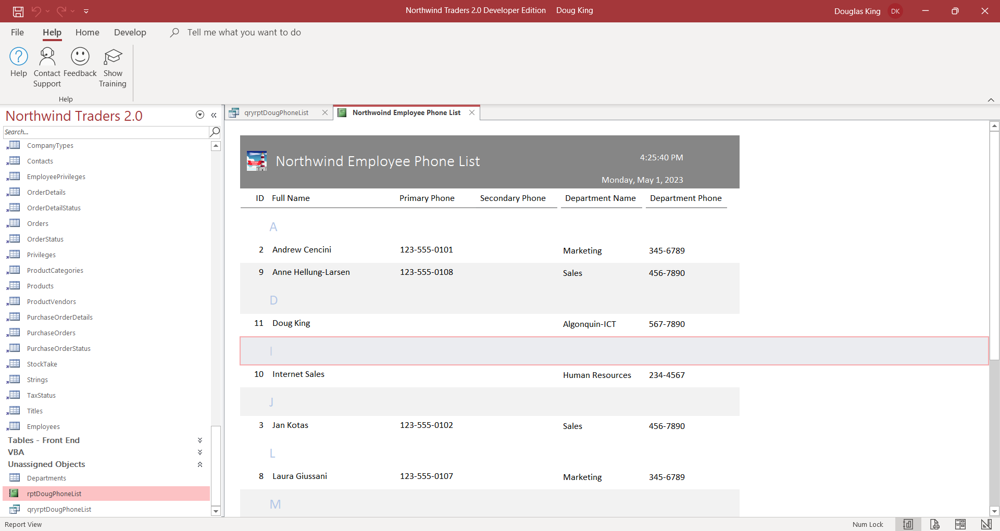 Northwind Traders 2.0 Developer Edition Doug King
Douglas King DK
File Help Home Develop Tell me what you want to do
Help Contact Support Feedback Show Training
Help
Northwind Traders 2.0
Search...
CompanyTypes
Contacts
EmployeePrivileges
OrderDetails
OrderDetailStatus
Orders
OrderStatus
Privileges
ProductCategories
Products
ProductVendors
PurchaseOrderDetails
PurchaseOrders
PurchaseOrderStatus
StockTake
Strings
TaxStatus
Titles
Employees
Tables - Front End
VBA
Unassigned Objects
Departments
rptDougPhoneList
qryrptDougPhoneList
qryrptDougPhoneList Northwoind Employee Phone List
Northwind Employee Phone List
4:25:40 PM
Monday, May 1, 2023
ID Full Name Primary Phone Secondary Phone Department Name Department Phone
A
2 Andrew Cencini 123-555-0101 Marketing 345-6789
9 Anne Hellung-Larsen 123-555-0108 Sales 456-7890
D
11 Doug King Algonquin-ICT 567-7890
I
10 Internet Sales Human Resources 234-4567
J
3 Jan Kotas 123-555-0102 Sales 456-7890
L
8 Laura Giussani 123-555-0107 Marketing 345-6789
M
Report View Num Lock